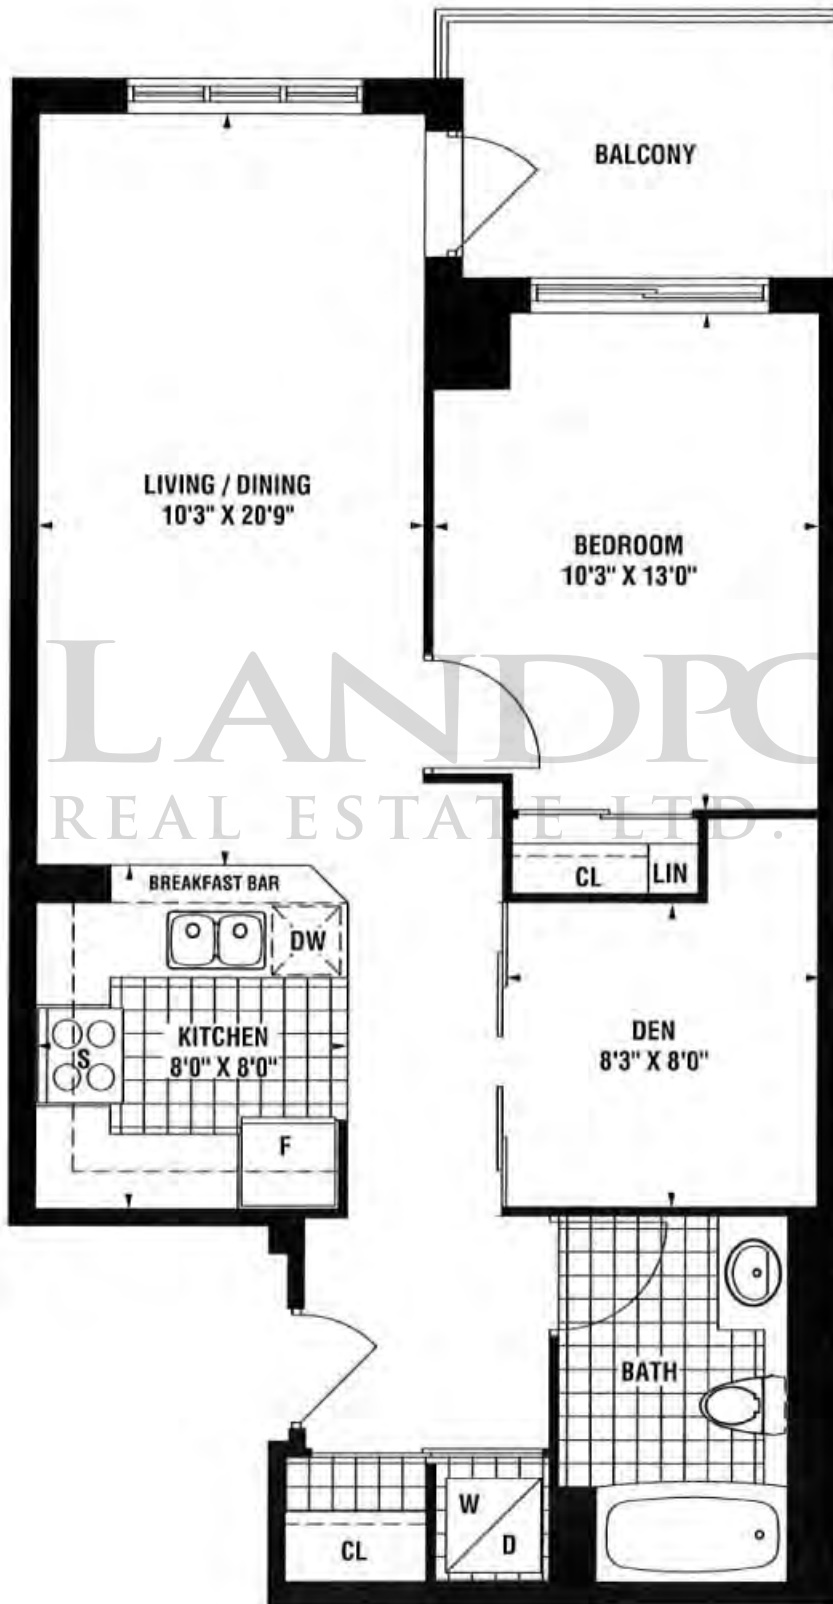 BALCONY
LIVING / DINING
10'3" X 20'9"
BEDROOM
10'3" X 13'0"
LANDPO
REAL ESTATE LTD.
CL
LIN
BREAKFAST BAR
DW
KITCHEN
8'0" X 8'0"
S
F
DEN
8'3" X 8'0"
BATH
W
D
CL